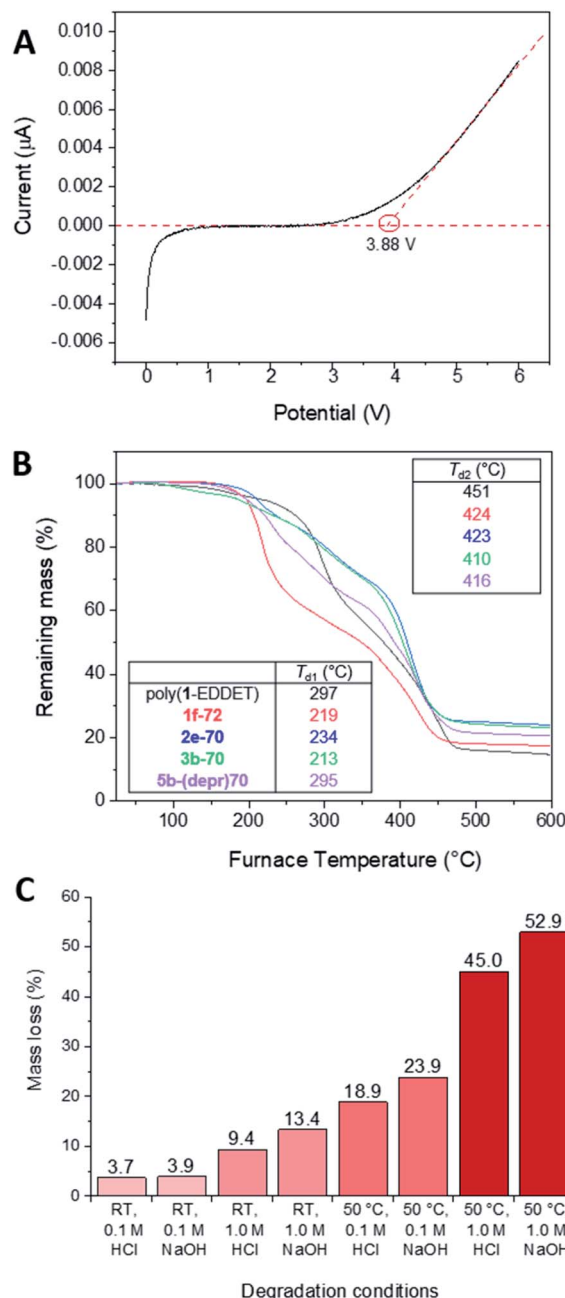 A
0.010
0.008
0.006
0.004
0.002
0.000
-0.002
-0.004
-0.006
Current (μA)
3.88 V
0 1 2 3 4 5 6
Potential (V)
B
100
80
60
40
20
0
Remaining mass (%)
Td2 (°C)
451
424
423
410
416
Td1 (°C)
poly(1-EDDET) 297
1f-72 219
2e-70 234
3b-70 213
5b-(depr)70 295
100 200 300 400 500 600
Furnace Temperature (°C)
C
60
50
40
30
20
10
0
Mass loss (%)
3.7 3.9 9.4 13.4 18.9 23.9 45.0 52.9
RT, RT, RT, RT, 50 °C, 50 °C, 50 °C, 50 °C,
0.1 M 0.1 M 1.0 M 1.0 M 0.1 M 0.1 M 1.0 M 1.0 M
HCl NaOH HCl NaOH HCl NaOH HCl NaOH
Degradation conditions